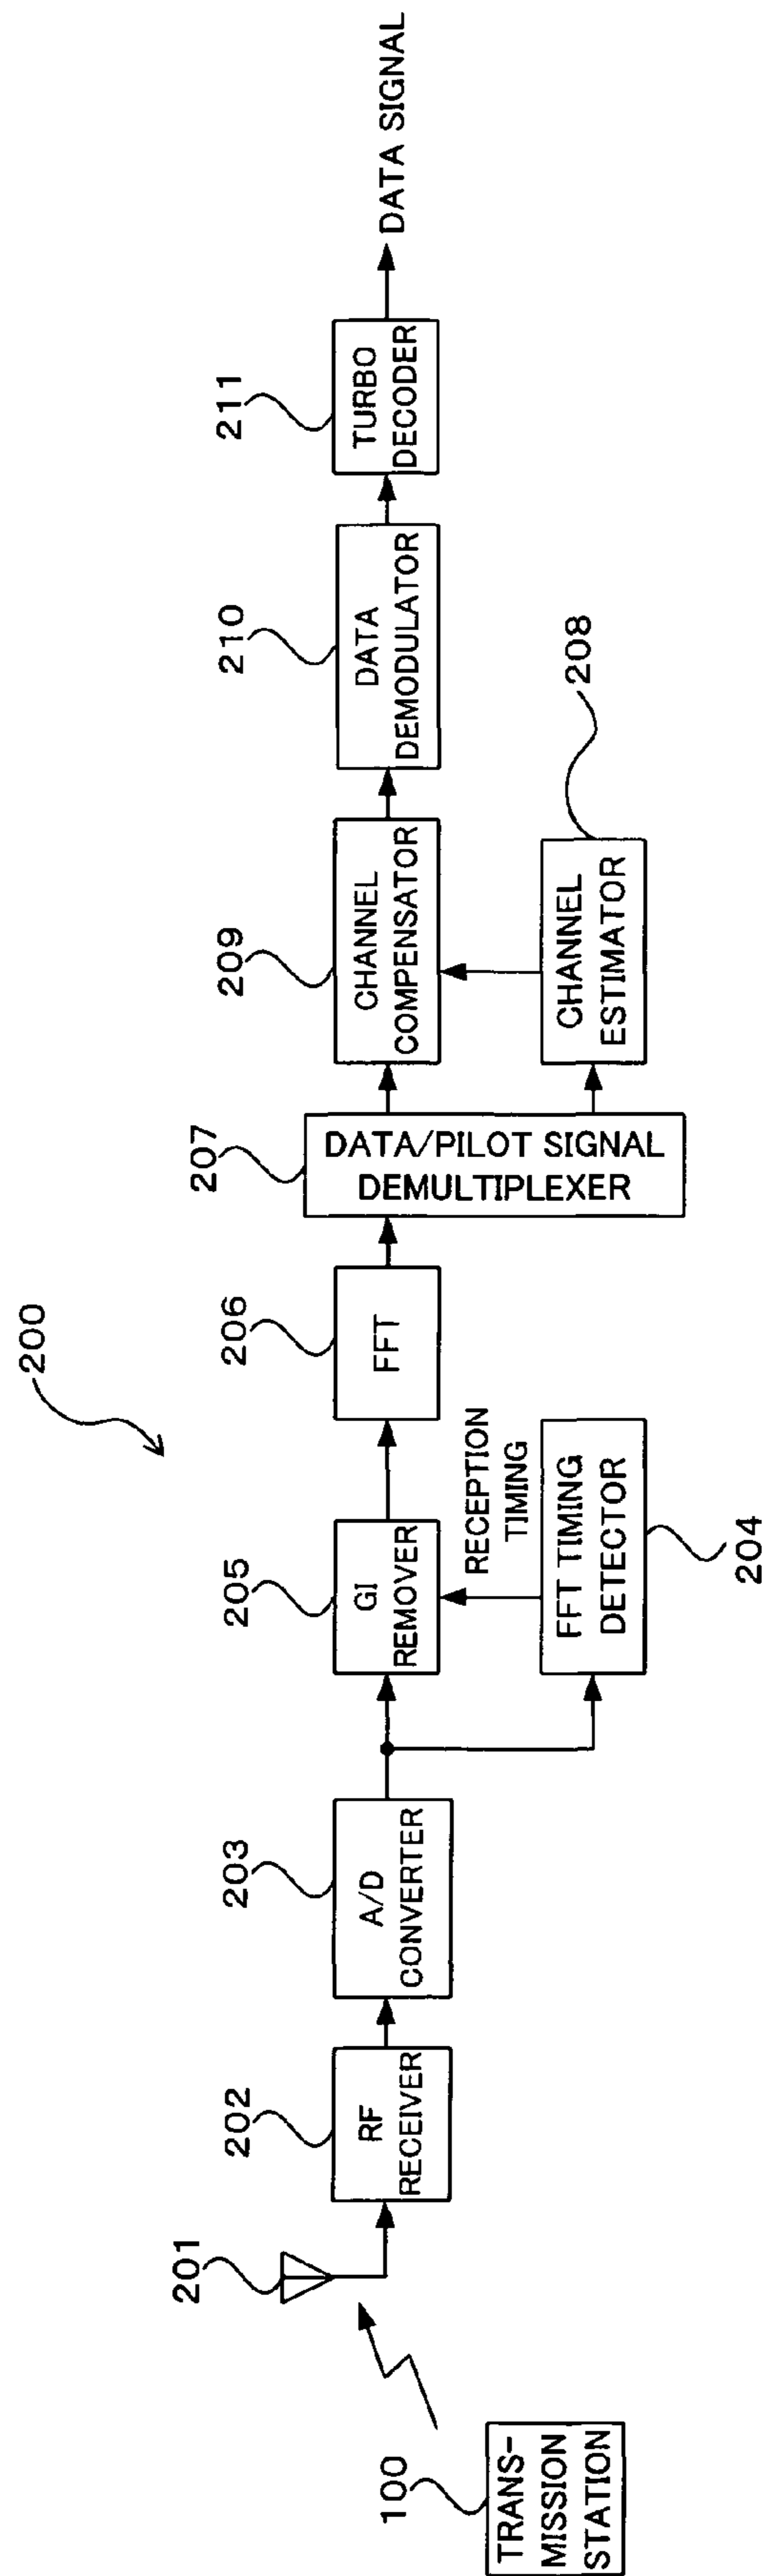 200
100
TRANS-
MISSION
STATION
201
202
RF
RECEIVER
203
A/D
CONVERTER
205
GI
REMOVER
RECEPTION
TIMING
FFT TIMING
DETECTOR
204
206
FFT
207
DATA/PILOT SIGNAL
DEMULTIPLEXER
209
CHANNEL
COMPENSATOR
CHANNEL
ESTIMATOR
208
210
DATA
DEMODULATOR
211
TURBO
DECODER
DATA SIGNAL